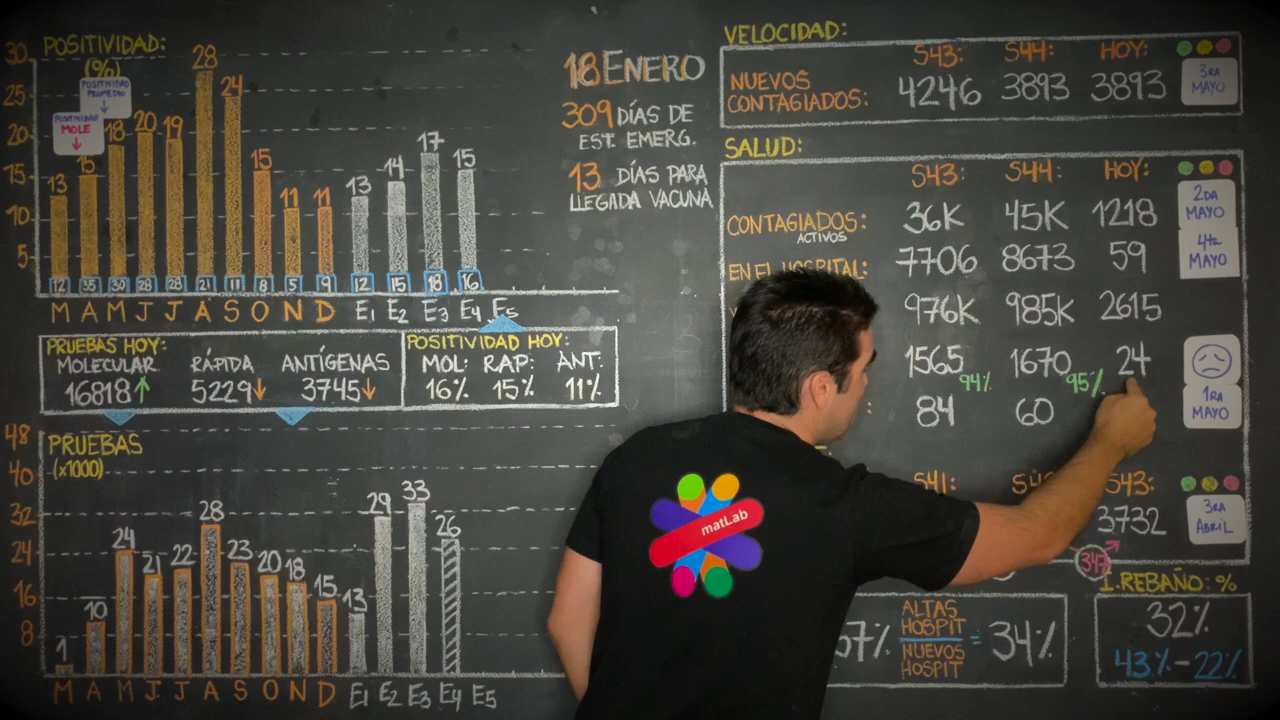 POSITIVIDAD:
(%)
30
25
20
15
10
5
POSITIVIDAD
PROMEDIO
POSITIVIDAD
MOLE
13 15 18 20 19 28 24 15 11 11 13 14 17 15
12 35 30 28 28 21 11 8 5 9 12 15 18 16
M A M J J A S O N D E1 E2 E3 E4 E5
18 ENERO
309 DÍAS DE
EST. EMERG.
13 DÍAS PARA
LLEGADA VACUNA
PRUEBAS HOY:
MOLECULAR RÁPIDA ANTÍGENAS
16818↑ 5229↓ 3745↓
POSITIVIDAD HOY:
MOL: RAP: ANT.
16% 15% 11%
PRUEBAS
(x1000)
48
40
32
24
16
8
1 10 24 21 22 28 23 20 18 15 13 29 33 26
M A M J J A S O N D E1 E2 E3 E4 E5
VELOCIDAD:
S43: S44: HOY:
NUEVOS
CONTAGIADOS: 4246 3893 3893
3RA
MAYO
SALUD:
S43: S44: HOY:
CONTAGIADOS: 36K 45K 1218
ACTIVOS
2DA
MAYO
EN EL HOSPITAL: 7706 8673 59
4ta
MAYO
976K 985K 2615
1565 1670 24
94% 95%
84 60
1RA
MAYO
S41: S43:
3732
3RA
ABRIL
347
matLab
57% ALTAS
HOSPIT
NUEVOS
HOSPIT
= 34%
I. REBAÑO: %
32%
43%-22%